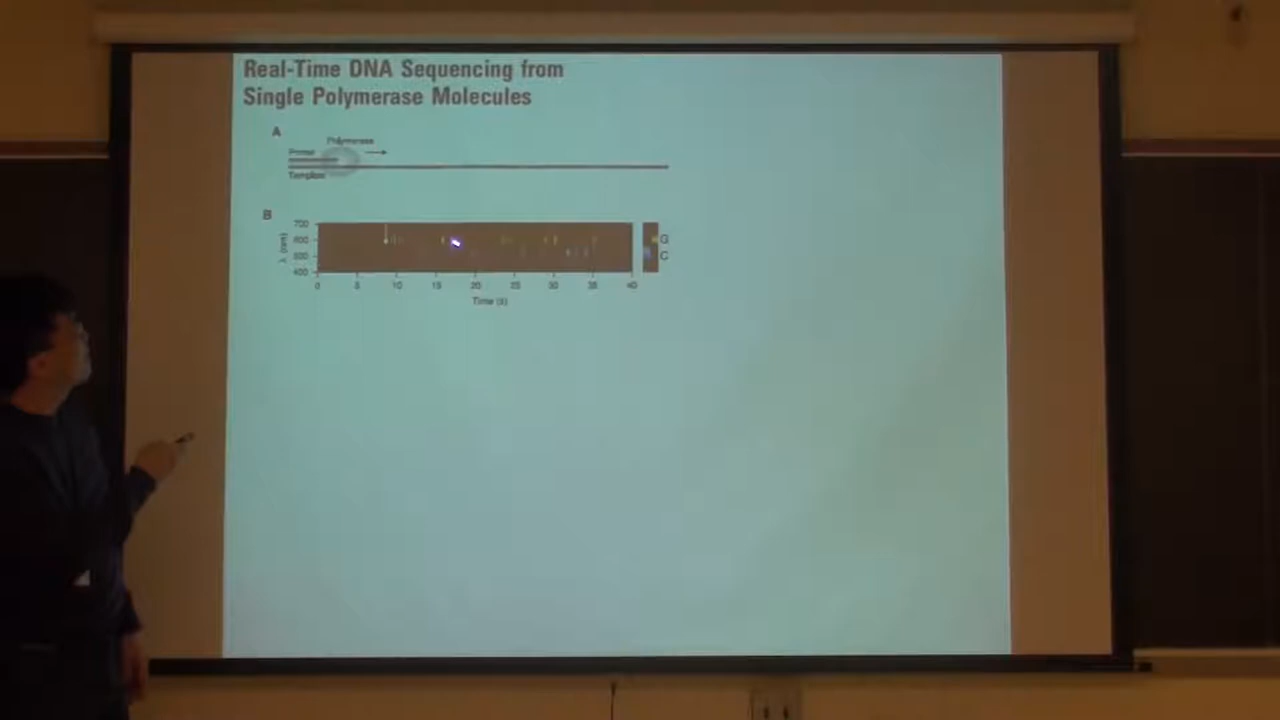 Real-Time DNA Sequencing from
Single Polymerase Molecules
A
Polymerase
Primer
Template
B
700
600
500
400
λ (nm)
G
C
0 5 10 15 20 25 30 35 40
Time (s)